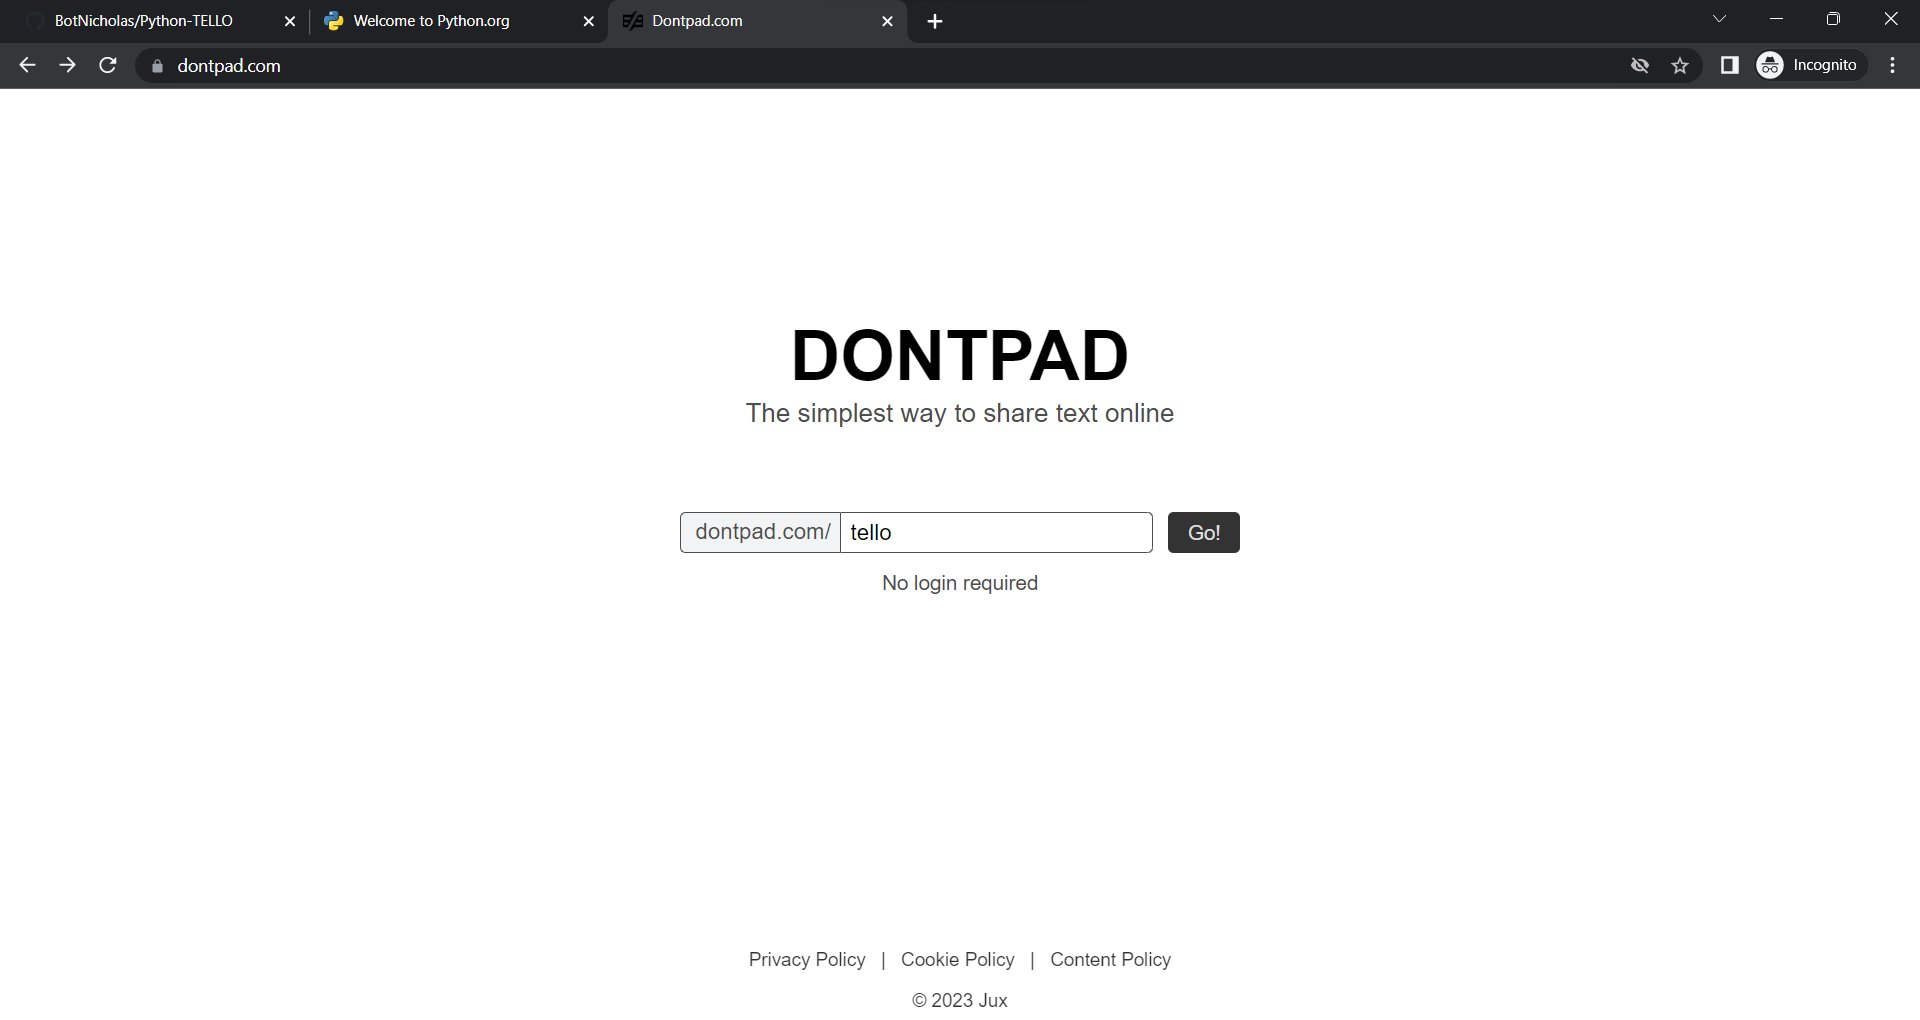 BotNicholas/Python-TELLO
Welcome to Python.org
Dontpad.com
dontpad.com
Incognito
DONTPAD
The simplest way to share text online
dontpad.com/ tello Go!
No login required
Privacy Policy | Cookie Policy | Content Policy
© 2023 Jux